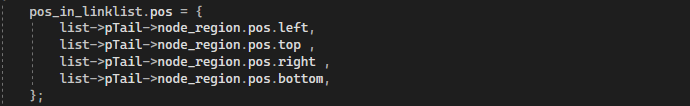 pos_in_linklist.pos = {
list->pTail->node_region.pos.left,
list->pTail->node_region.pos.top ,
list->pTail->node_region.pos.right ,
list->pTail->node_region.pos.bottom,
};